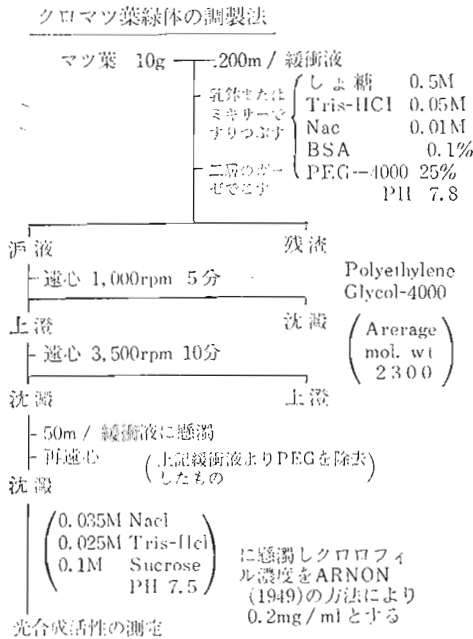 クロマツ葉緑体の調製法
マツ葉 10g
200m/ 緩衝液
乳鉢または
ミキサーで
すりつぶす
しょ糖 0.5M
Tris-HCl 0.05M
Nac 0.01M
BSA 0.1%
PEG-4000 25%
PH 7.8
二層のガー
ゼでこす
沪液
残渣
遠心 1,000rpm 5分
Polyethylene
Glycol-4000
上澄
沈澱
(Arerage
mol. wt
2300)
遠心 3,500rpm 10分
沈澱
上澄
50m/ 緩衝液に懸濁
再遠心
(上記緩衝液よりPEGを除去
したもの)
沈澱
(0.035M Nacl
0.025M Tris-Hcl
0.1M Sucrose
PH 7.5)
に懸濁しクロロフィ
ル濃度をARNON
(1949)の方法により
0.2mg/mlとする
光合成活性の測定